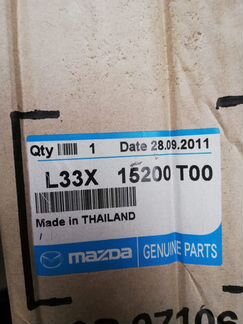 Qty 1 Date 28.09.2011
L33X 15200 T00
Made in THAILAND
/
mazda GENUINE PARTS